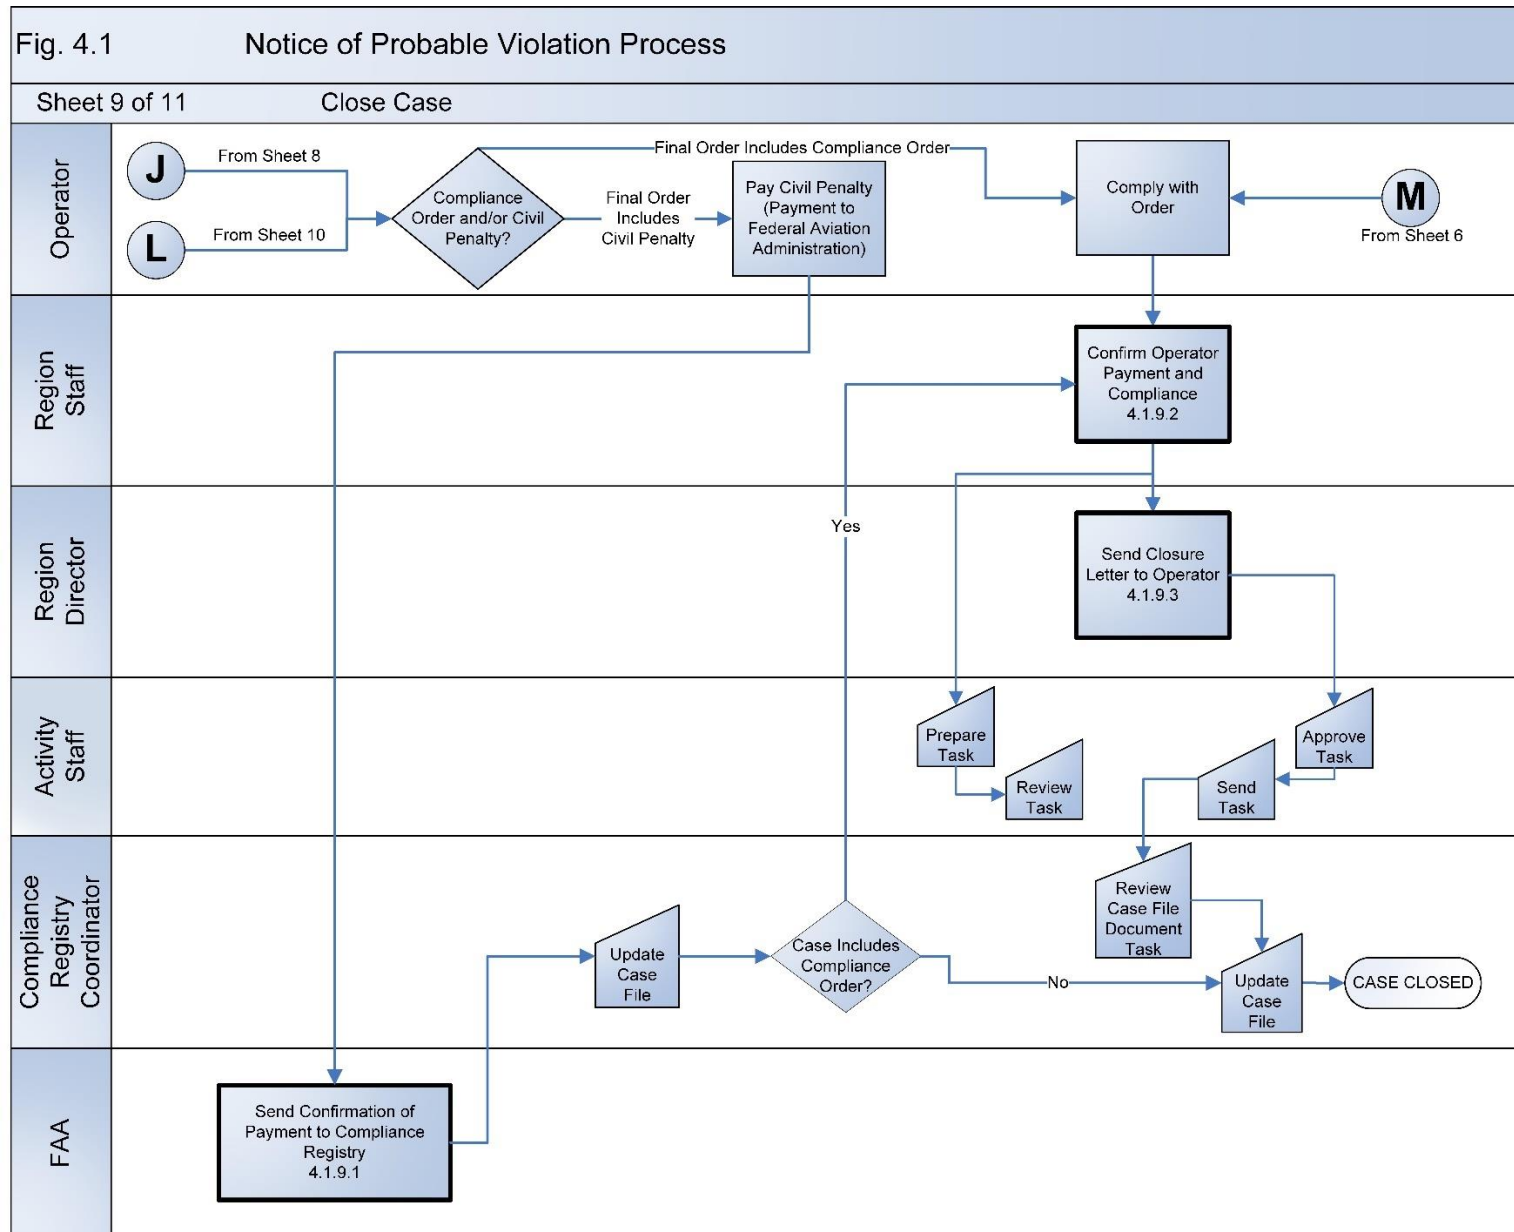 Fig. 4.1 Notice of Probable Violation Process
Sheet 9 of 11 Close Case
Operator
J
From Sheet 8
L
From Sheet 10
Compliance
Order and/or Civil
Penalty?
Final Order Includes Compliance Order
Final Order
Includes
Civil Penalty
Pay Civil Penalty
(Payment to
Federal Aviation
Administration)
Comply with
Order
M
From Sheet 6
Region
Staff
Confirm Operator
Payment and
Compliance
4.1.9.2
Region
Director
Yes
Send Closure
Letter to Operator
4.1.9.3
Activity
Staff
Prepare
Task
Review
Task
Send
Task
Approve
Task
Compliance
Registry
Coordinator
Update
Case
File
Case Includes
Compliance
Order?
No
Review
Case File
Document
Task
Update
Case
File
CASE CLOSED
FAA
Send Confirmation of
Payment to Compliance
Registry
4.1.9.1